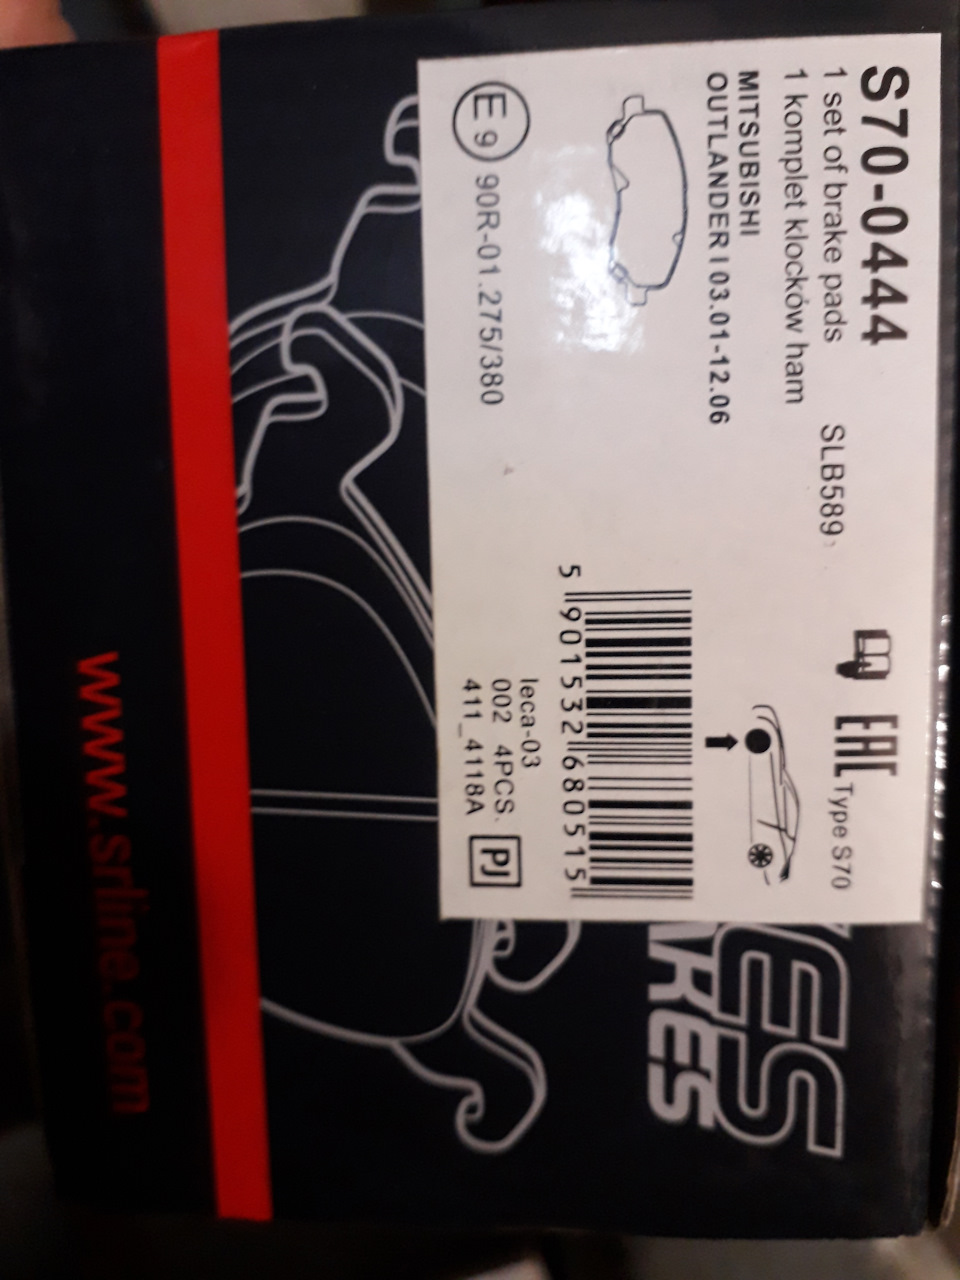 S70-0444
1 set of brake pads
1 komplet klocków ham
SLB589
EAC
Type S70
MITSUBISHI
OUTLANDER I 03.01-12.06
E 9 90R-01.275/380
5 901532 680515
leca-03
002 4PCS.
411_4118A
PJ
www.srline.com